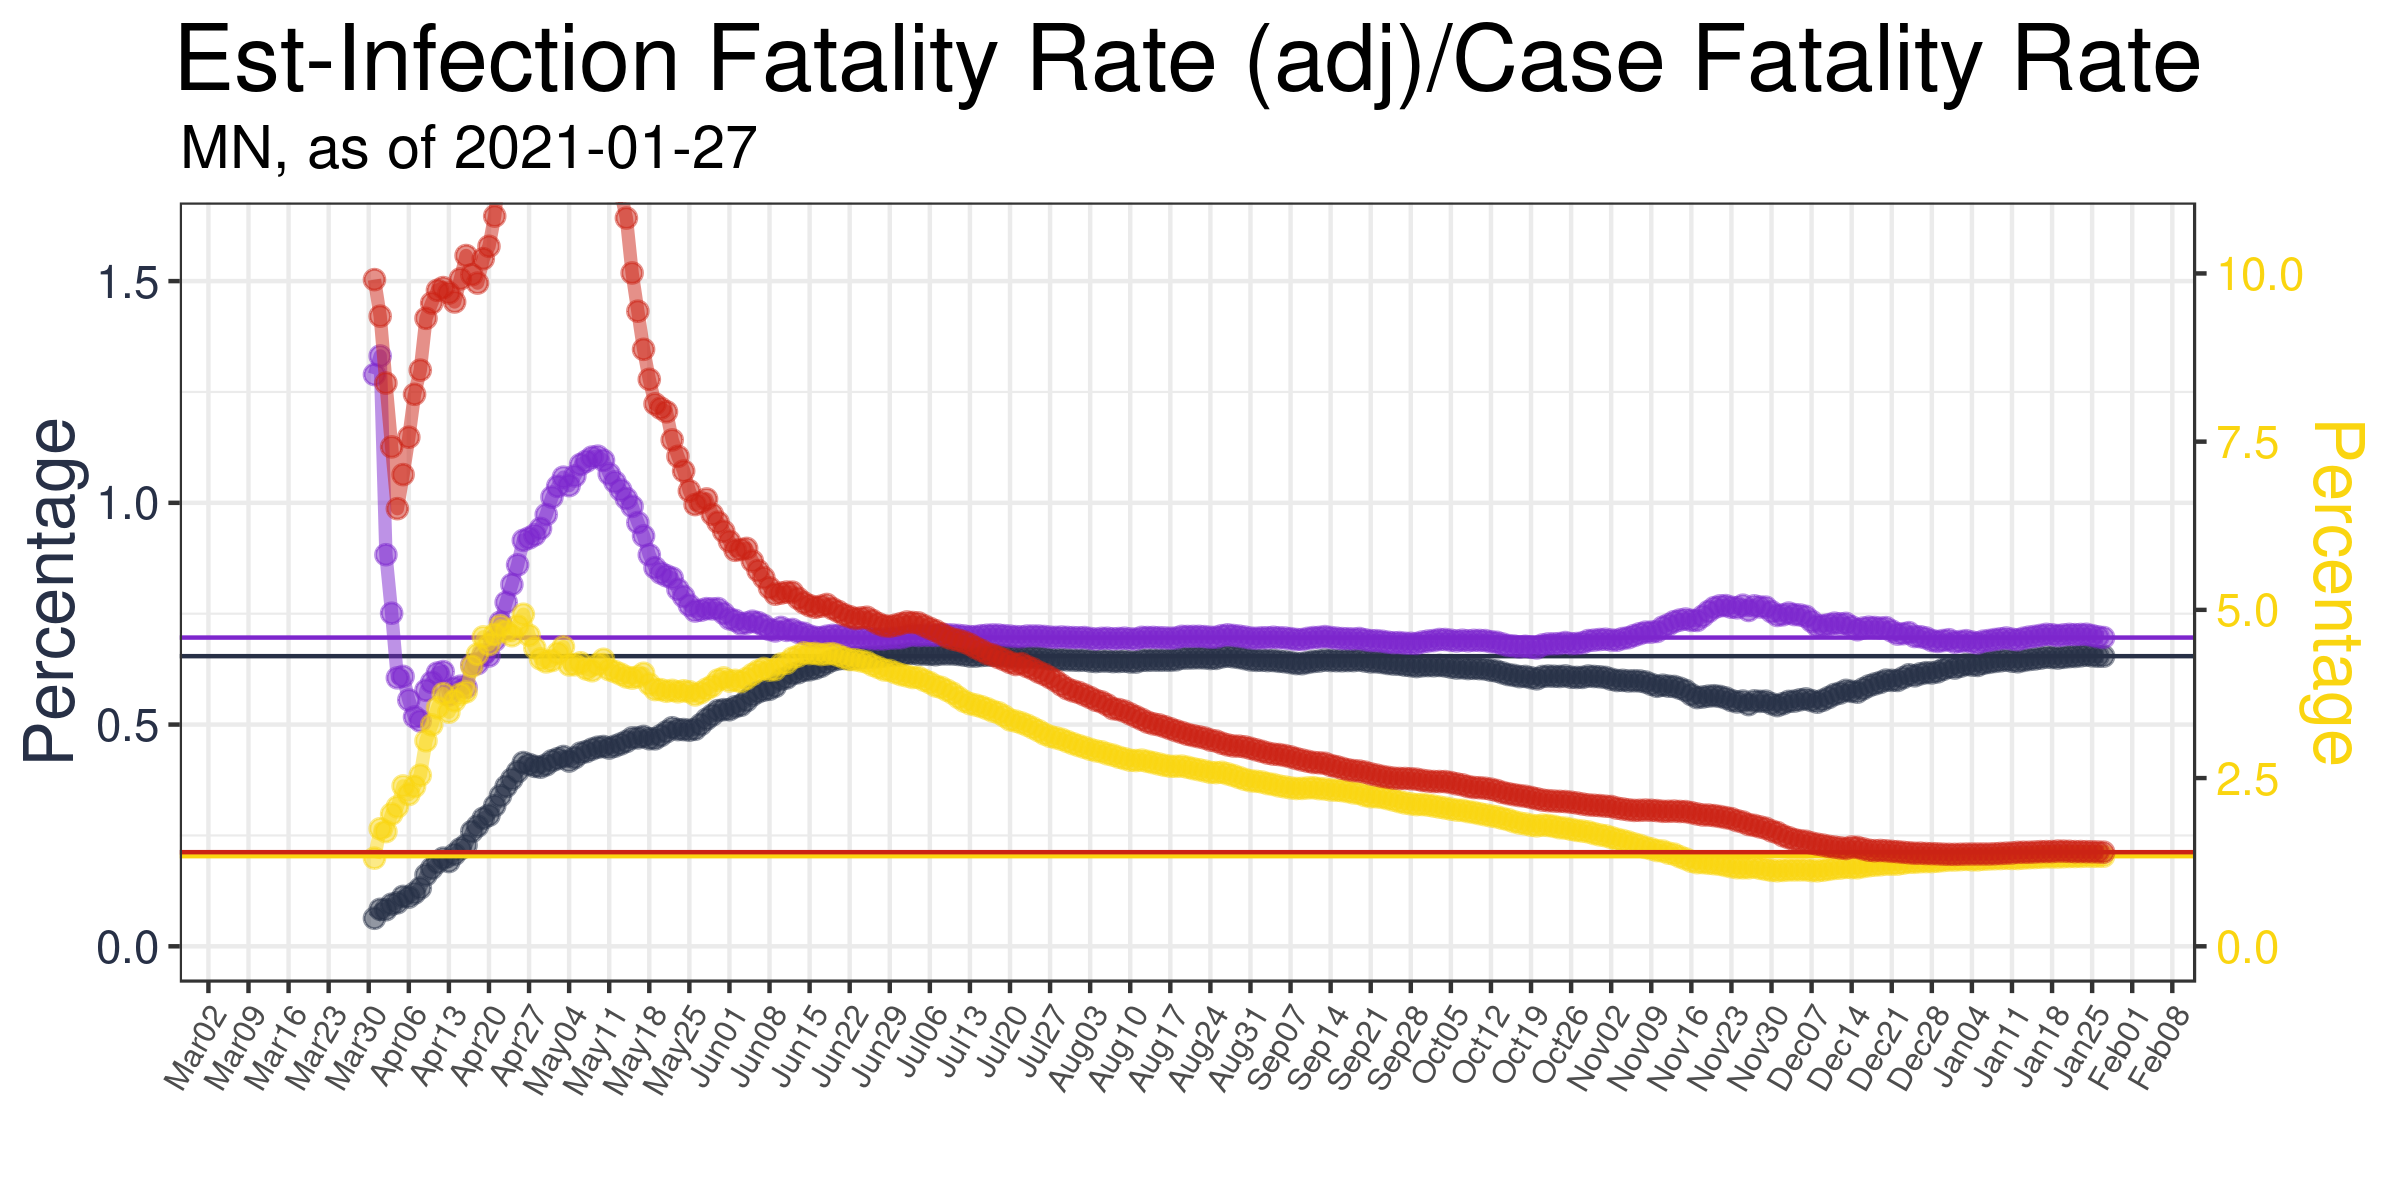 Est-Infection Fatality Rate (adj)/Case Fatality Rate
MN, as of 2021-01-27
Percentage
1.5
1.0
0.5
0.0
10.0
7.5
5.0
2.5
0.0
Percentage
Mar02
Mar09
Mar16
Mar23
Mar30
Apr06
Apr13
Apr20
Apr27
May04
May11
May18
May25
Jun01
Jun08
Jun15
Jun22
Jun29
Jul06
Jul13
Jul20
Jul27
Aug03
Aug10
Aug17
Aug24
Aug31
Sep07
Sep14
Sep21
Sep28
Oct05
Oct12
Oct19
Oct26
Nov02
Nov09
Nov16
Nov23
Nov30
Dec07
Dec14
Dec21
Dec28
Jan04
Jan11
Jan18
Jan25
Feb01
Feb08